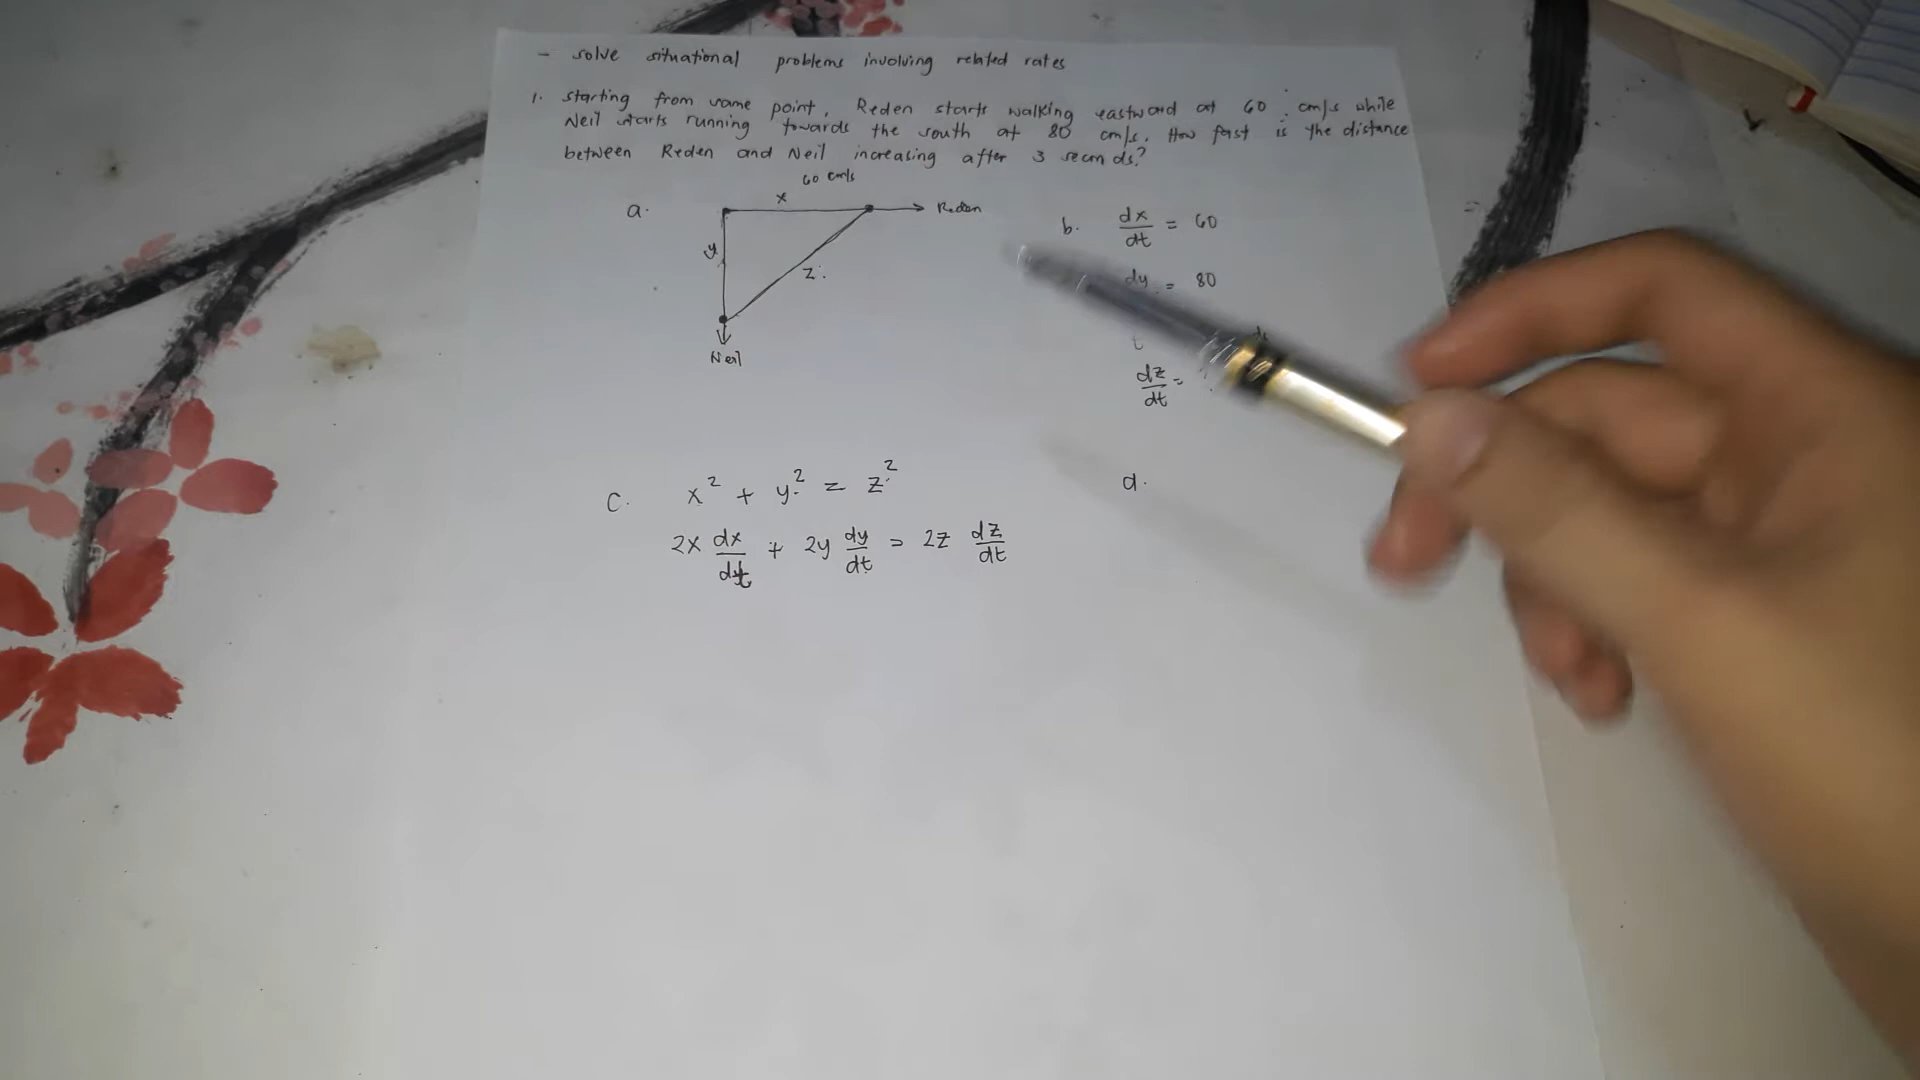 - solve situational problems involving related rates
1. starting from same point, Reden starts walking eastward at 60 cm/s while
Neil starts running towards the south at 80 cm/s. How fast is the distance
between Reden and Neil increasing after 3 seconds?
60 cm/s
a. x Reden
y
z
Neil
b. dx/dt = 60
dy = 80
t
dz/dt =
c. x² + y² = z²
2x dx/dt + 2y dy/dt = 2z dz/dt
d.